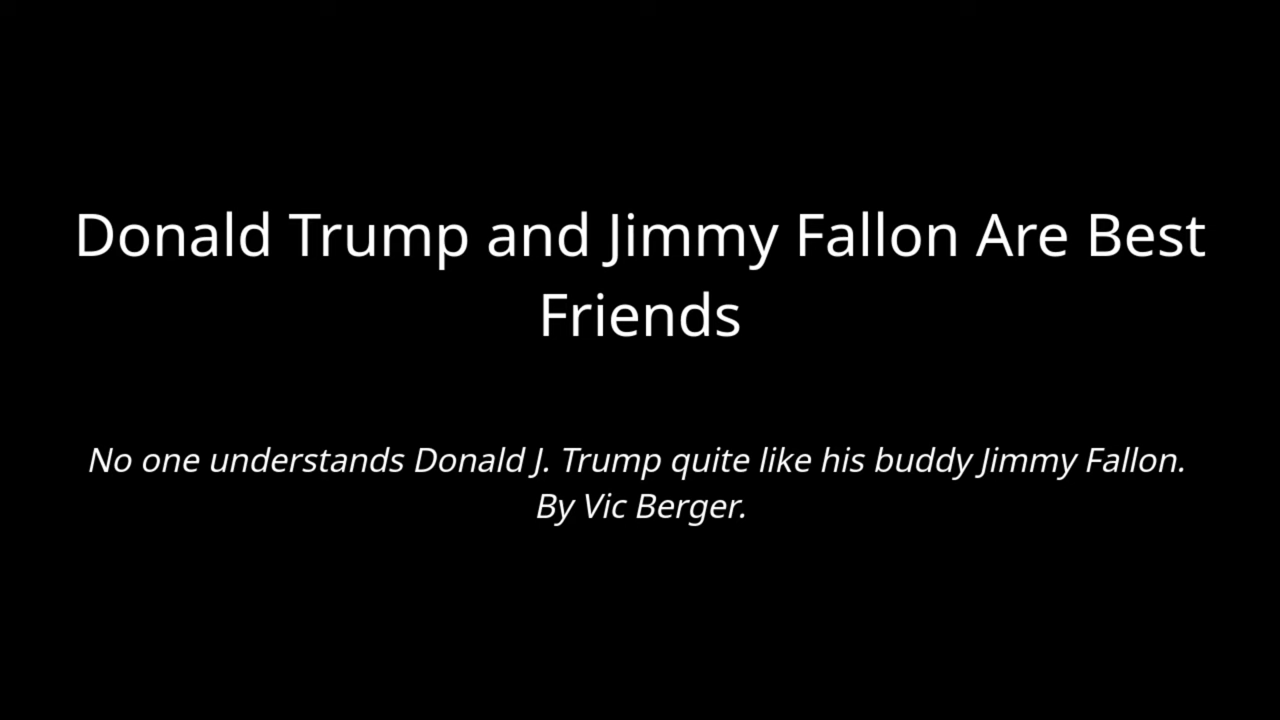 Donald Trump and Jimmy Fallon Are Best
Friends
No one understands Donald J. Trump quite like his buddy Jimmy Fallon.
By Vic Berger.